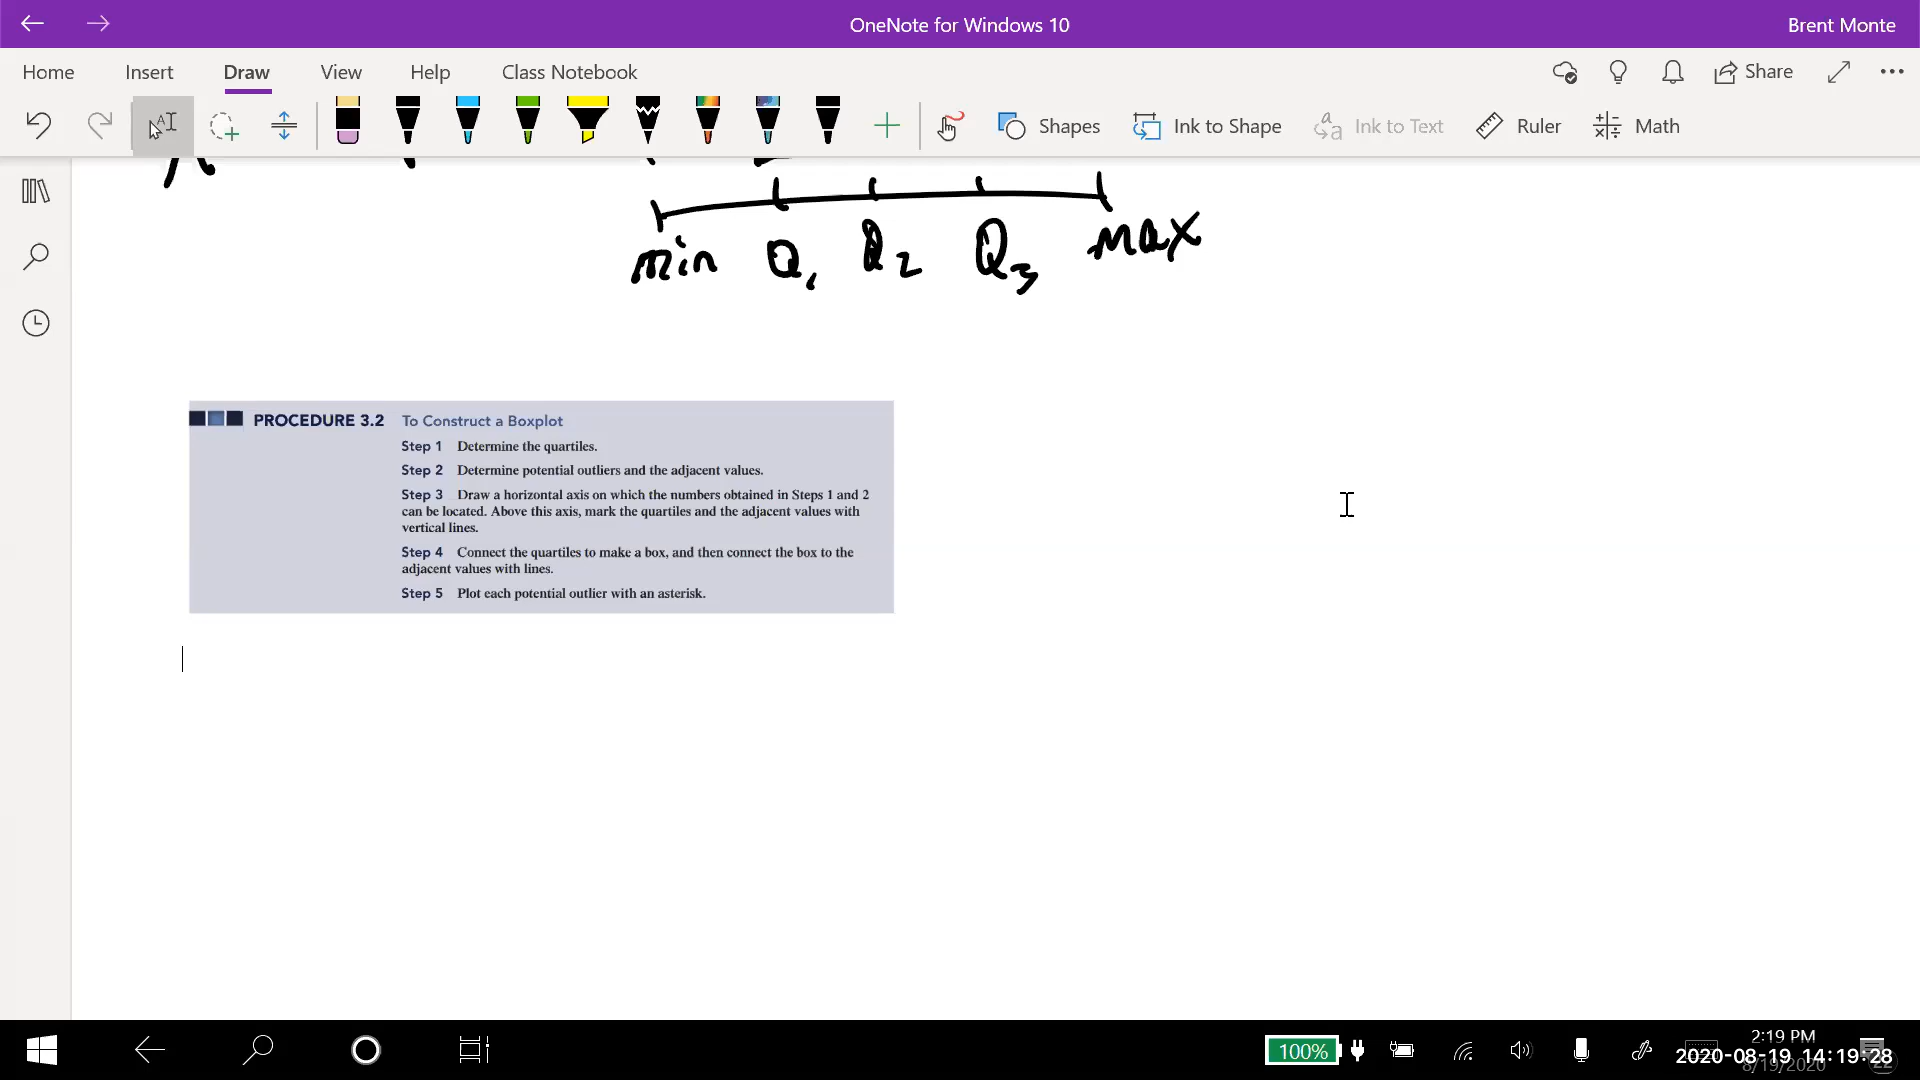 OneNote for Windows 10
Brent Monte
Home Insert Draw View Help Class Notebook
Share
Shapes Ink to Shape Ink to Text Ruler Math
min Q1 Q2 Q3 max
PROCEDURE 3.2 To Construct a Boxplot
Step 1 Determine the quartiles.
Step 2 Determine potential outliers and the adjacent values.
Step 3 Draw a horizontal axis on which the numbers obtained in Steps 1 and 2
can be located. Above this axis, mark the quartiles and the adjacent values with
vertical lines.
Step 4 Connect the quartiles to make a box, and then connect the box to the
adjacent values with lines.
Step 5 Plot each potential outlier with an asterisk.
100%
2:19 PM
2020-08-19 14:19:28
8/19/2020
22